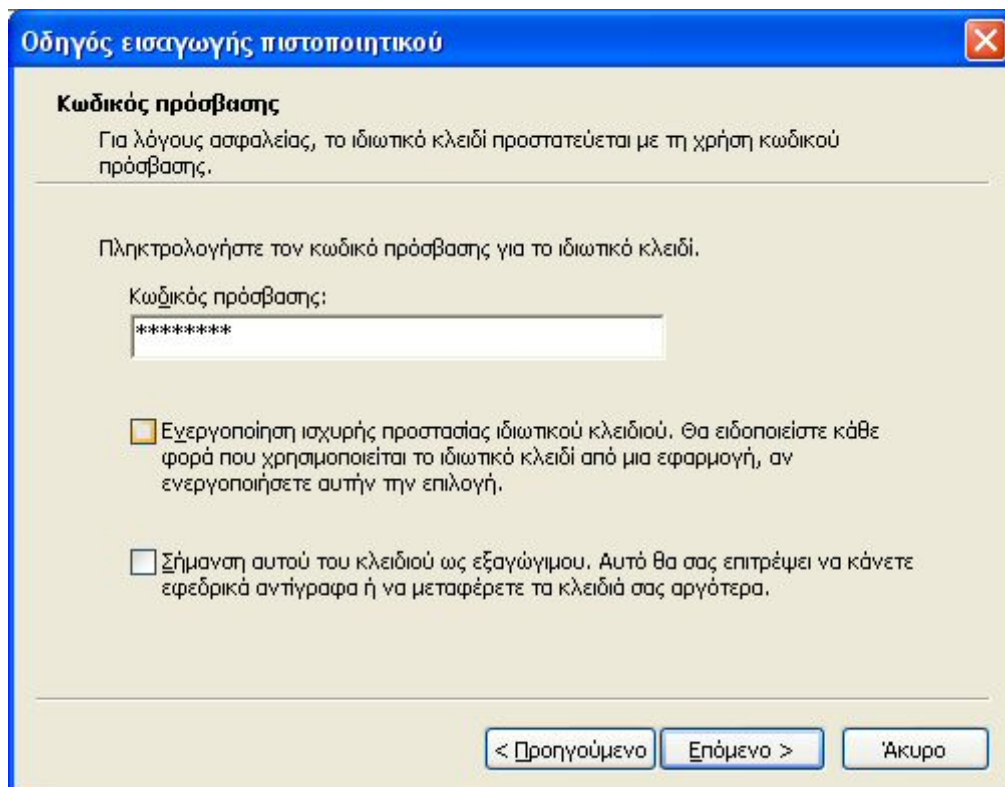 Οδηγός εισαγωγής πιστοποιητικού
Κωδικός πρόσβασης
Για λόγους ασφαλείας, το ιδιωτικό κλειδί προστατεύεται με τη χρήση κωδικού
πρόσβασης.
Πληκτρολογήστε τον κωδικό πρόσβασης για το ιδιωτικό κλειδί.
Κωδικός πρόσβασης:
********
Ενεργοποίηση ισχυρής προστασίας ιδιωτικού κλειδιού. Θα ειδοποιείστε κάθε
φορά που χρησιμοποιείται το ιδιωτικό κλειδί από μια εφαρμογή, αν
ενεργοποιήσετε αυτήν την επιλογή.
Σήμανση αυτού του κλειδιού ως εξαγώγιμου. Αυτό θα σας επιτρέψει να κάνετε
εφεδρικά αντίγραφα ή να μεταφέρετε τα κλειδιά σας αργότερα.
< Προηγούμενο Επόμενο > Άκυρο